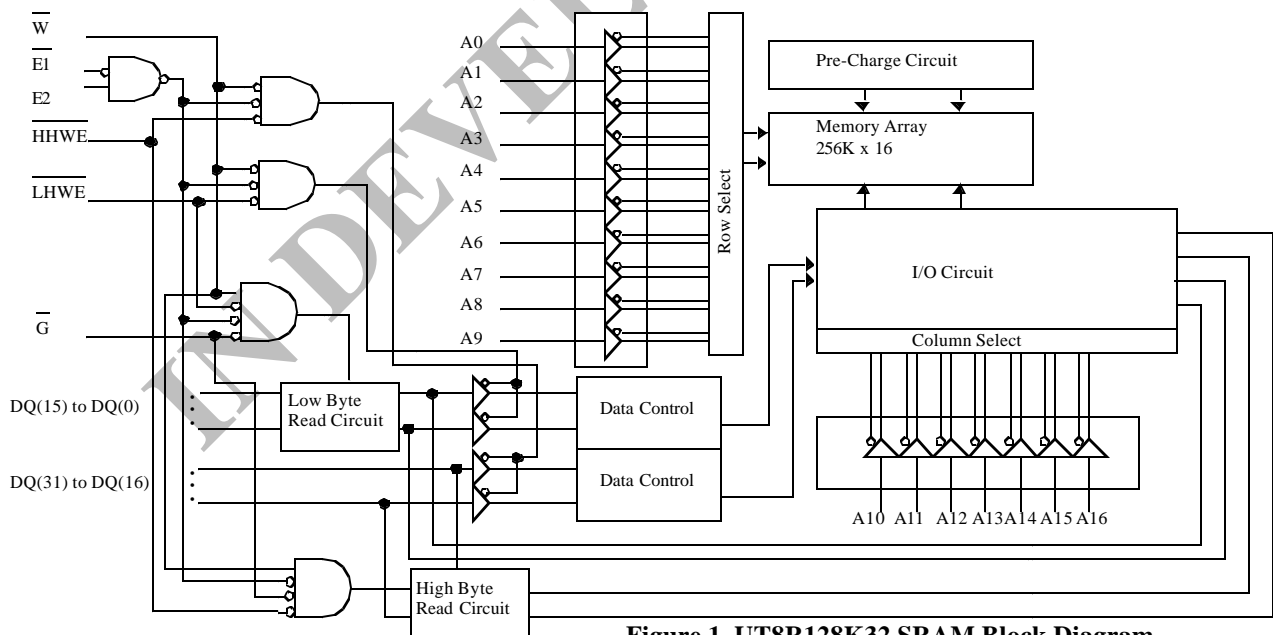 W
E1
E2
HHWE
LHWE
G
DQ(15) to DQ(0)
DQ(31) to DQ(16)
A0
A1
A2
A3
A4
A5
A6
A7
A8
A9
Row Select
Pre-Charge Circuit
Memory Array
256K x 16
I/O Circuit
Column Select
Low Byte
Read Circuit
Data Control
Data Control
A10 A11 A12 A13 A14 A15 A16
High Byte
Read Circuit
IN DEVE
Figure 1. UT8R128K32 SRAM Block Diagram